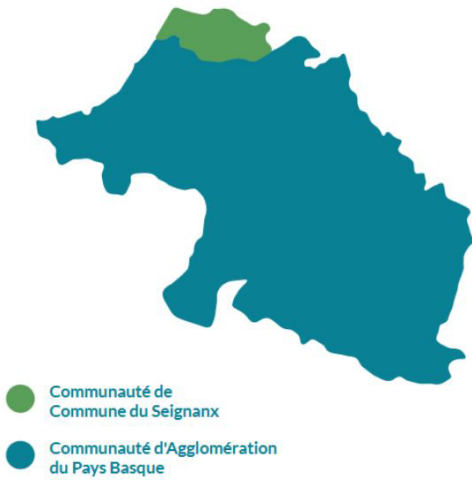 Communauté de
Commune du Seignanx
Communauté d'Agglomération
du Pays Basque